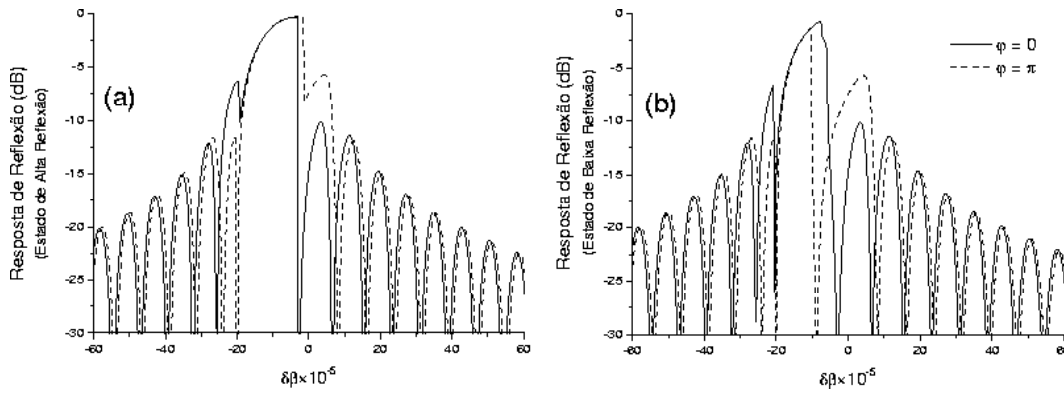 Resposta de Reflexão (dB)
(Estado de Alta Reflexão)
0
-5
-10
-15
-20
-25
-30
(a)
-60 -40 -20 0 20 40 60
δβ×10⁻⁵
Resposta de Reflexão (dB)
(Estado de Baixa Reflexão)
0
-5
-10
-15
-20
-25
-30
(b)
φ = 0
φ = π
-60 -40 -20 0 20 40 60
δβ×10⁻⁵